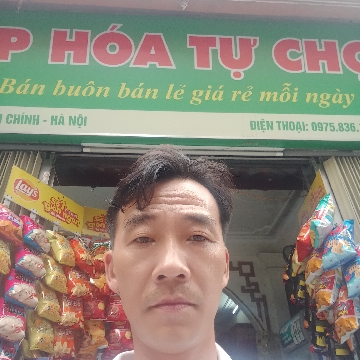 P HÓA TỰ CHỌ
Bán buôn bán lẻ giá rẻ mỗi ngày
CHÍNH - HÀ NỘI
ĐIỆN THOẠI: 0975.836.
Lay's